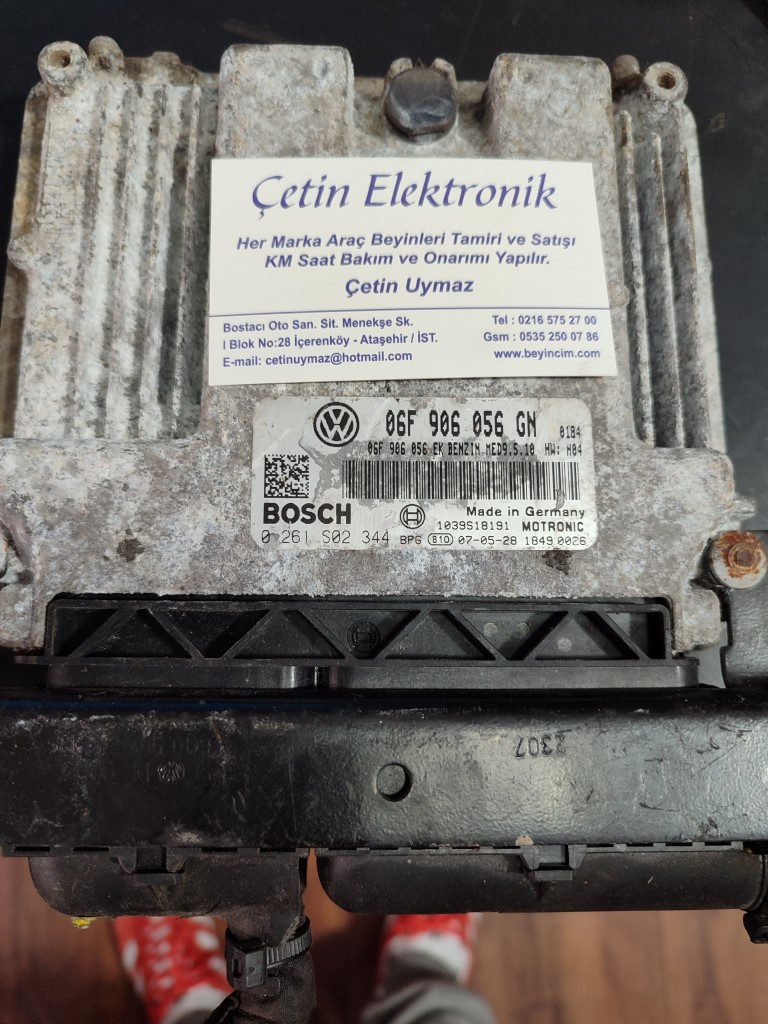 Çetin Elektronik
Her Marka Araç Beyinleri Tamiri ve Satışı
KM Saat Bakım ve Onarımı Yapılır.
Çetin Uymaz
Bostacı Oto San. Sit. Menekşe Sk.
I Blok No:28 İçerenköy - Ataşehir / İST.
E-mail: cetinuymaz@hotmail.com
Tel : 0216 575 27 00
Gsm : 0535 250 07 86
www.beyincim.com
06F 906 056 GN 0184
06F 906 056 EK BENZIN MED9.5.10 HW: H04
BOSCH
Made in Germany
1039S18191 MOTRONIC
0 261 S02 344 BPG 810 07-05-28 1849 0026
2307